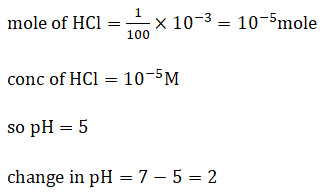 mole of HCl = 1/100 × 10⁻³ = 10⁻⁵mole
conc of HCl = 10⁻⁵M
so pH = 5
change in pH = 7 − 5 = 2